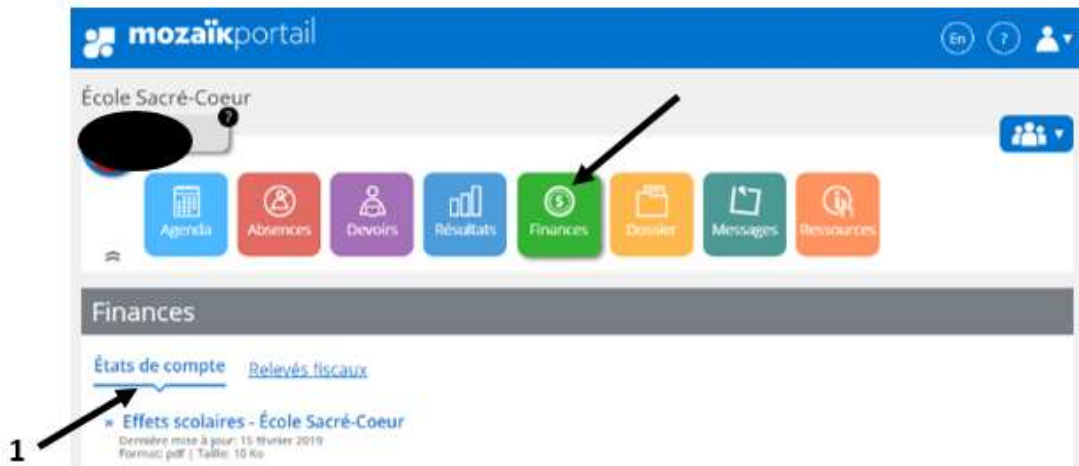 mozaïkportail
En ?
École Sacré-Coeur
?
Agenda Absences Devoirs Résultats Finances Dossier Messages Ressources
Finances
États de compte Relevés fiscaux
» Effets scolaires - École Sacré-Coeur
Dernière mise à jour: 15 février 2019
Format: pdf | Taille: 10 Ko
1